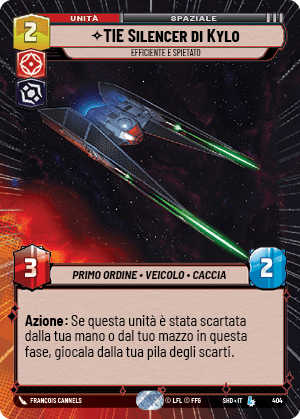 2
UNITÀ
SPAZIALE
✧TIE Silencer di Kylo
EFFICIENTE E SPIETATO
3
PRIMO ORDINE • VEICOLO • CACCIA
2
Azione: Se questa unità è stata scartata
dalla tua mano o dal tuo mazzo in questa
fase, giocala dalla tua pila degli scarti.
FRANCOIS CANNELS
© LFL © FFG
SHD • IT
404